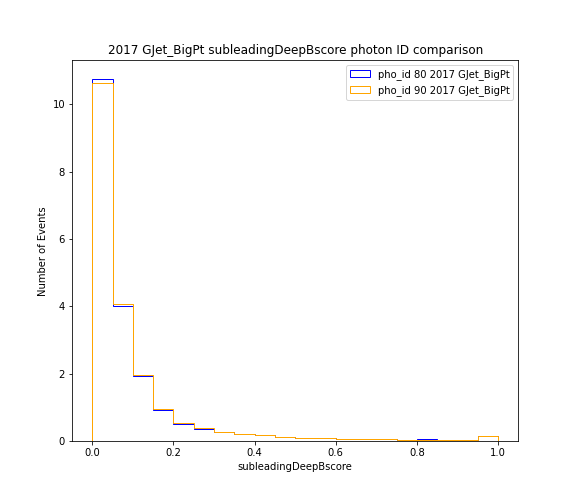 2017 GJet_BigPt subleadingDeepBscore photon ID comparison
pho_id 80 2017 GJet_BigPt
pho_id 90 2017 GJet_BigPt
Number of Events
10
8
6
4
2
0
0.0 0.2 0.4 0.6 0.8 1.0
subleadingDeepBscore